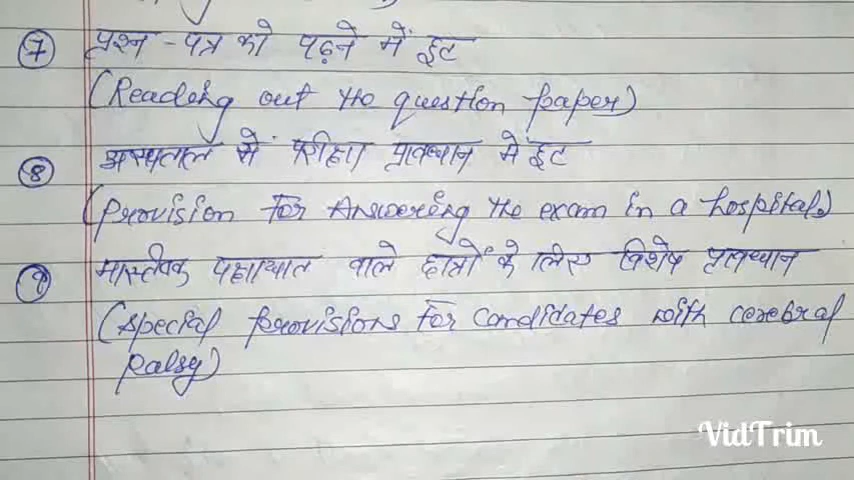 ⑦ प्रश्न - पत्र को पढ़ने में छूट
(Reading out the question paper)
⑧ अस्पताल में परीक्षा प्रावधान में छूट
(Provision for Answering the exam in a hospital)
⑨ मास्तिष्क पक्षाघात वाले छात्रों के लिए विशेष प्रावधान
(special provisions for candidates with cerebral
palsy)
VidTrim